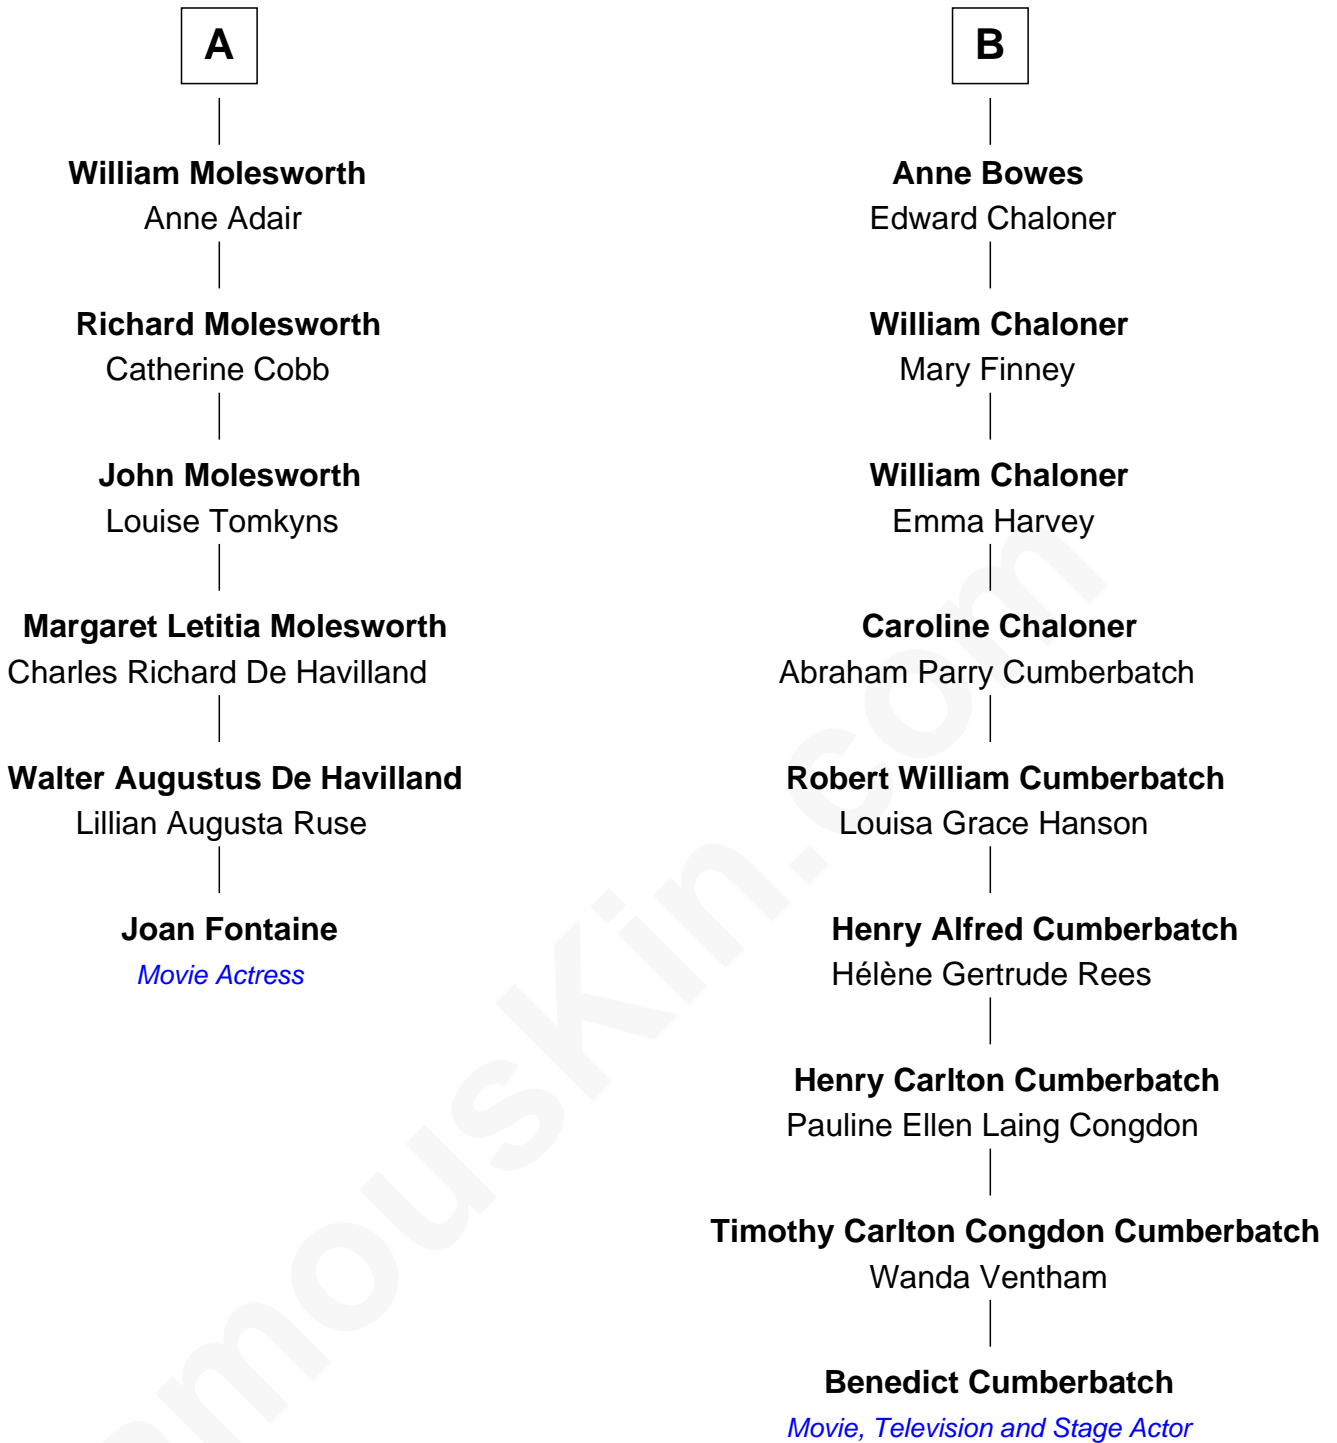 A
William Molesworth
Anne Adair
Richard Molesworth
Catherine Cobb
John Molesworth
Louise Tomkyns
Margaret Letitia Molesworth
Charles Richard De Havilland
Walter Augustus De Havilland
Lillian Augusta Ruse
Joan Fontaine
Movie Actress
B
Anne Bowes
Edward Chaloner
William Chaloner
Mary Finney
William Chaloner
Emma Harvey
Caroline Chaloner
Abraham Parry Cumberbatch
Robert William Cumberbatch
Louisa Grace Hanson
Henry Alfred Cumberbatch
Hélène Gertrude Rees
Henry Carlton Cumberbatch
Pauline Ellen Laing Congdon
Timothy Carlton Congdon Cumberbatch
Wanda Ventham
Benedict Cumberbatch
Movie, Television and Stage Actor
amousKin.com